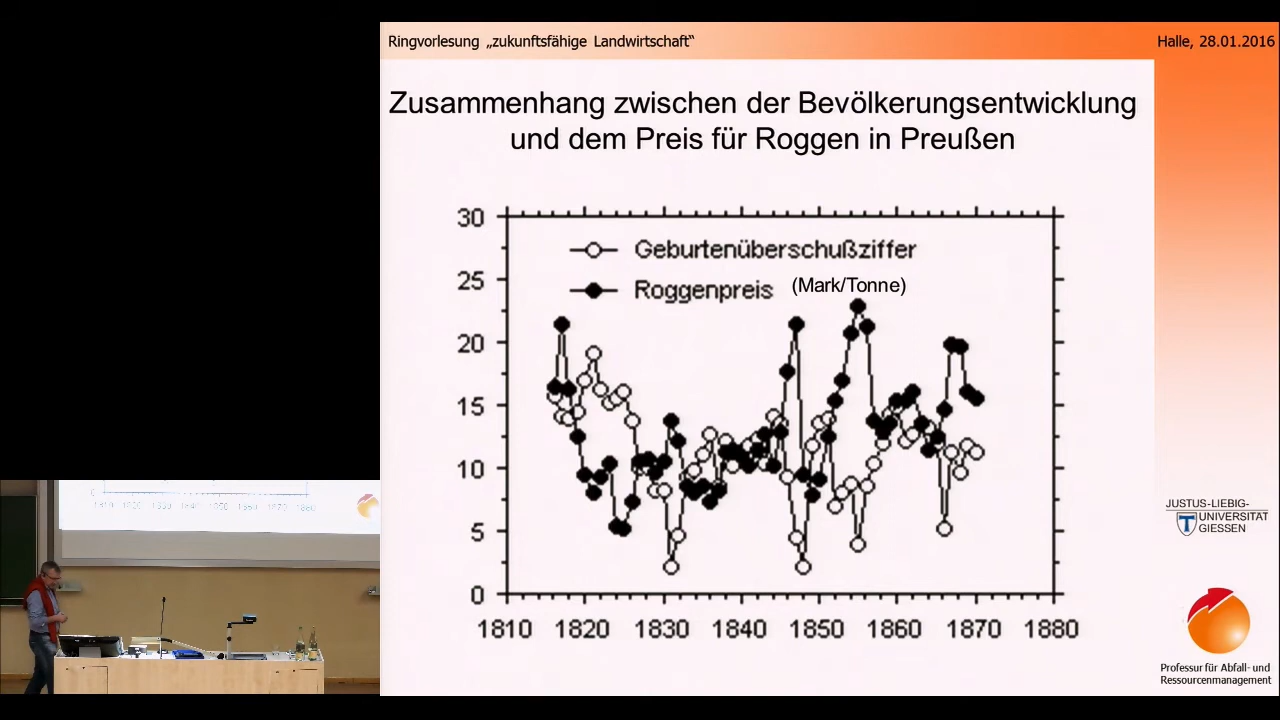 Ringvorlesung „zukunftsfähige Landwirtschaft“
Halle, 28.01.2016
Zusammenhang zwischen der Bevölkerungsentwicklung
und dem Preis für Roggen in Preußen
30
25
20
15
10
5
0
Geburtenüberschußziffer
Roggenpreis (Mark/Tonne)
1810 1820 1830 1840 1850 1860 1870 1880
JUSTUS-LIEBIG-
UNIVERSITAT
GIESSEN
Professur für Abfall- und
Ressourcenmanagement